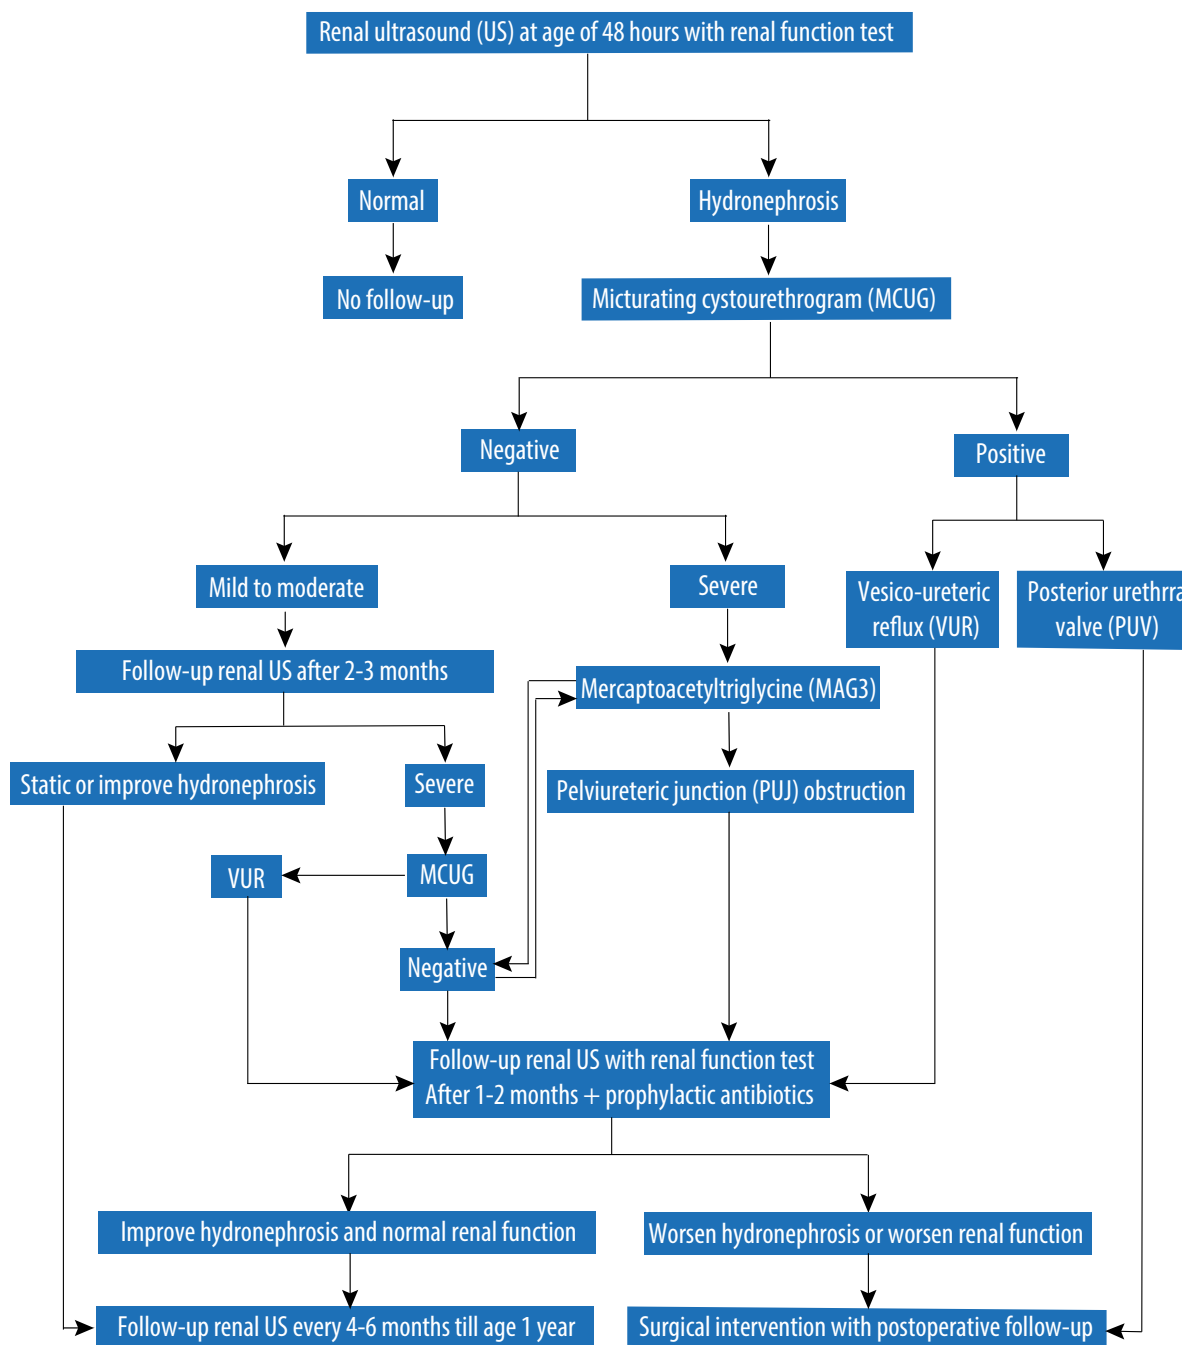 Renal ultrasound (US) at age of 48 hours with renal function test
Normal
Hydronephrosis
No follow-up
Micturating cystourethrogram (MCUG)
Negative
Positive
Mild to moderate
Severe
Vesico-ureteric
reflux (VUR)
Posterior urethrra
valve (PUV)
Follow-up renal US after 2-3 months
Mercaptoacetyltriglycine (MAG3)
Static or improve hydronephrosis
Severe
Pelviureteric junction (PUJ) obstruction
VUR
MCUG
Negative
Follow-up renal US with renal function test
After 1-2 months + prophylactic antibiotics
Improve hydronephrosis and normal renal function
Worsen hydronephrosis or worsen renal function
Follow-up renal US every 4-6 months till age 1 year
Surgical intervention with postoperative follow-up